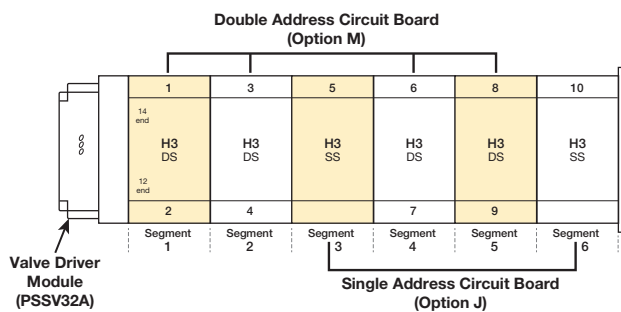 Double Address Circuit Board
(Option M)
1 3 5 6 8 10
14
end
H3 H3 H3 H3 H3 H3
DS DS SS DS DS SS
12
end
2 4 7 9
Segment Segment Segment Segment Segment Segment
1 2 3 4 5 6
Valve Driver
Module
(PSSV32A)
Single Address Circuit Board
(Option J)
000